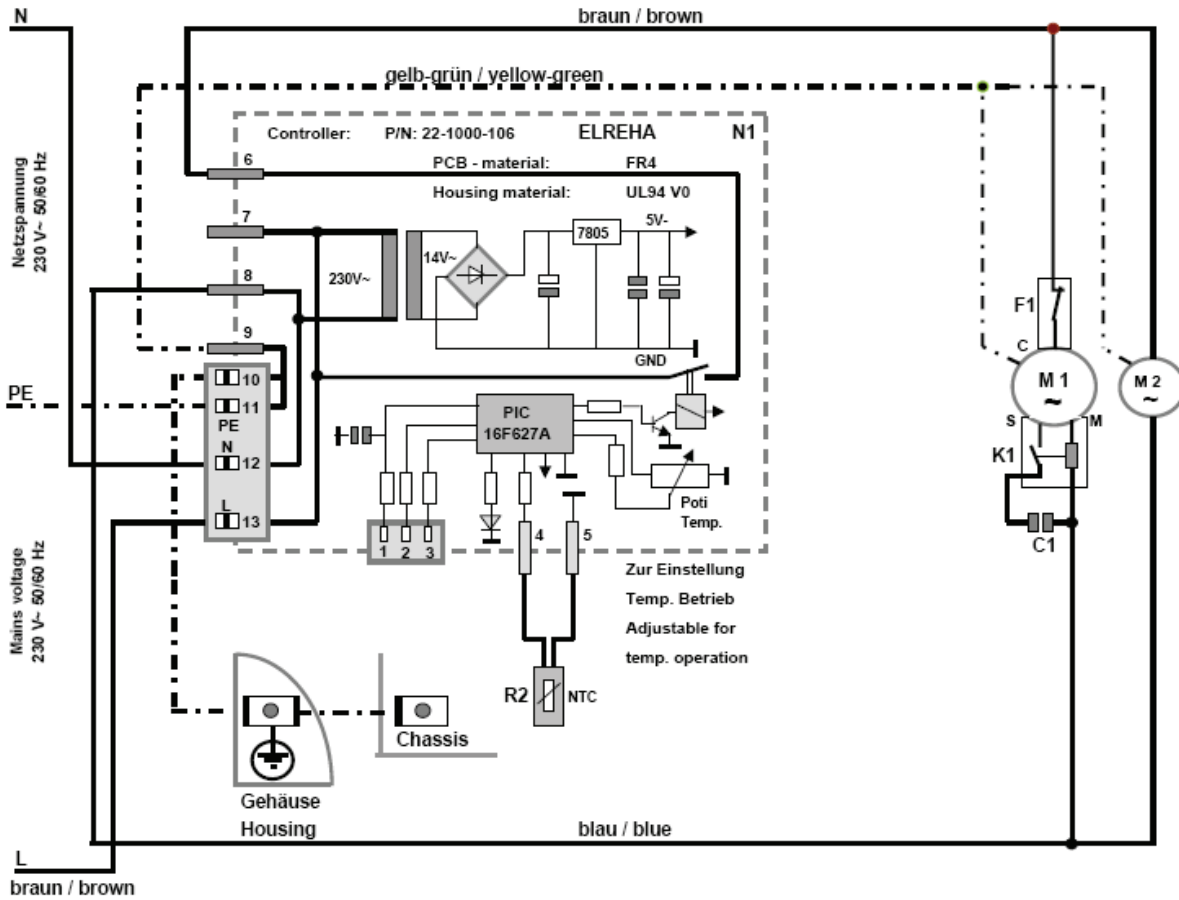 N
braun / brown
gelb-grün / yellow-green
Controller: P/N: 22-1000-106 ELREHA N1
PCB - material: FR4
Housing material: UL94 V0
Netzspannung
230 V~ 50/60 Hz
6
7
8
9
230V~
14V~
7805
5V-
GND
F1
C
M 1
~
M 2
~
S
M
K1
C1
PE
10
11
PE
N
12
L
13
PIC
16F627A
Poti
Temp.
1
2
3
4
5
Mains voltage
230 V~ 50/60 Hz
Zur Einstellung
Temp. Betrieb
Adjustable for
temp. operation
R2
NTC
Chassis
Gehäuse
Housing
blau / blue
L
braun / brown